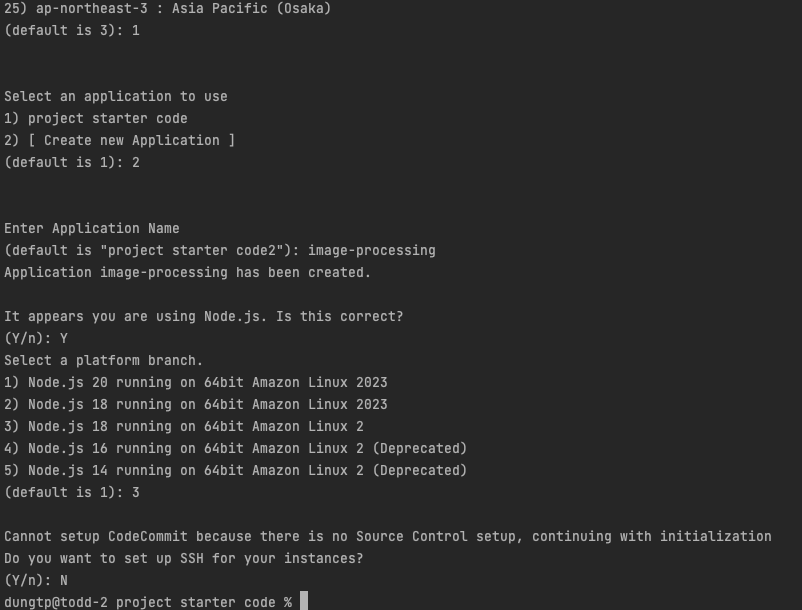 25) ap-northeast-3 : Asia Pacific (Osaka)
(default is 3): 1
Select an application to use
1) project starter code
2) [ Create new Application ]
(default is 1): 2
Enter Application Name
(default is "project starter code2"): image-processing
Application image-processing has been created.
It appears you are using Node.js. Is this correct?
(Y/n): Y
Select a platform branch.
1) Node.js 20 running on 64bit Amazon Linux 2023
2) Node.js 18 running on 64bit Amazon Linux 2023
3) Node.js 18 running on 64bit Amazon Linux 2
4) Node.js 16 running on 64bit Amazon Linux 2 (Deprecated)
5) Node.js 14 running on 64bit Amazon Linux 2 (Deprecated)
(default is 1): 3
Cannot setup CodeCommit because there is no Source Control setup, continuing with initialization
Do you want to set up SSH for your instances?
(Y/n): N
dungtp@todd-2 project starter code %